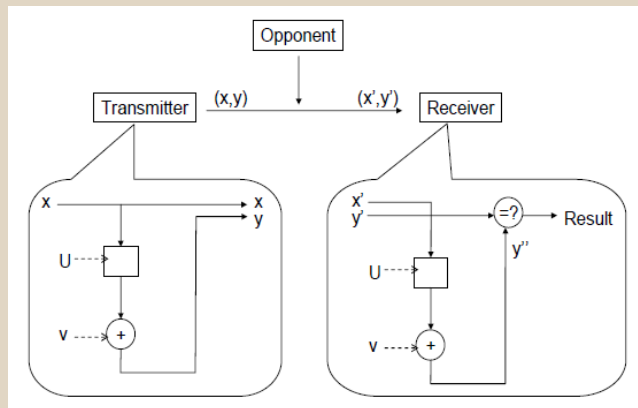 Opponent
(x,y)
(x',y')
Transmitter
Receiver
x
x
y
U
v
+
x'
y'
=?
Result
y''
U
v
+